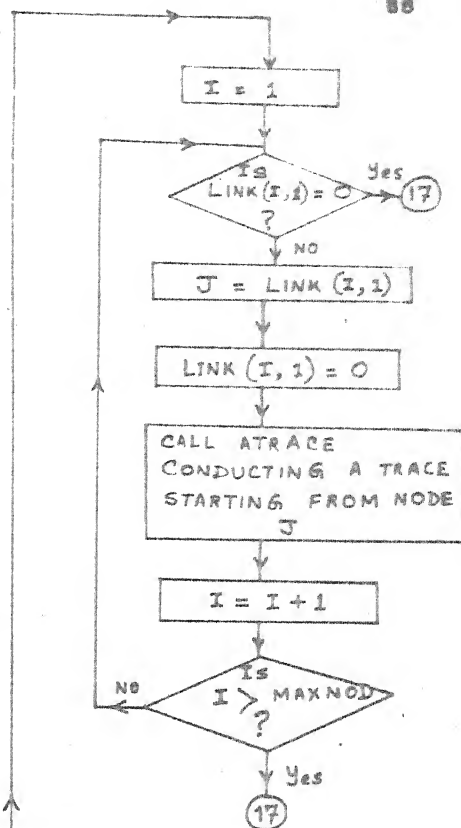 I = 1
Is
LINK(I,1) = 0
?
Yes
17
NO
J = LINK (I,1)
LINK (I, 1) = 0
CALL ATRACE
CONDUCTING A TRACE
STARTING FROM NODE
J
I = I + 1
Is
I > MAXNOD
?
NO
Yes
17